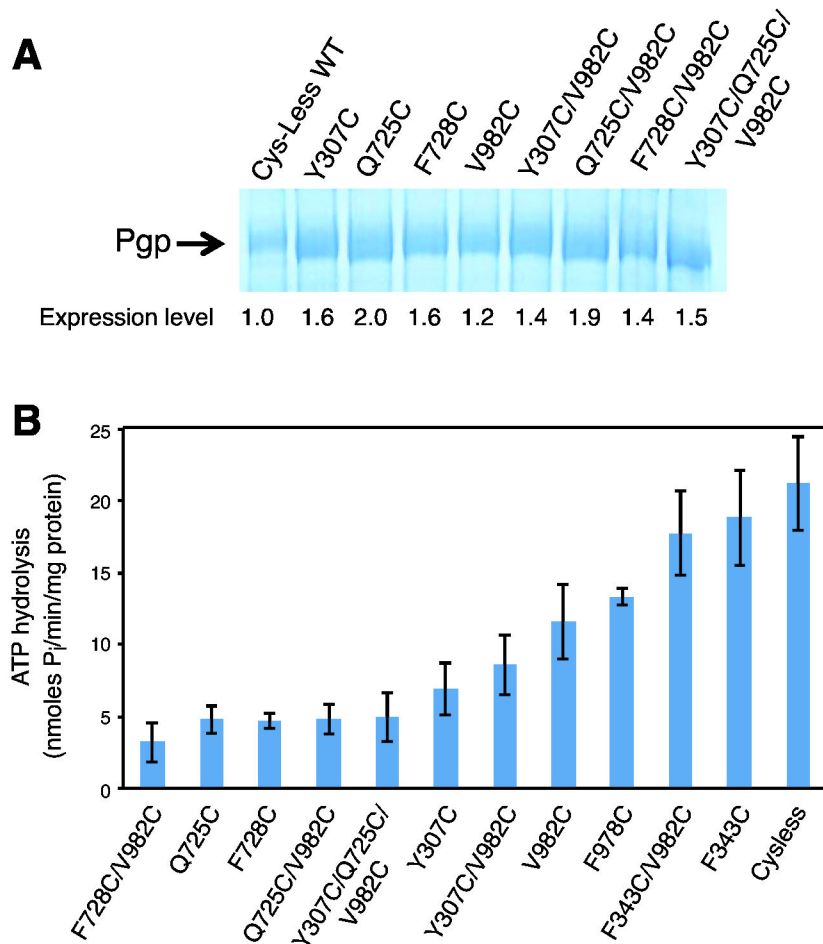 A
Cys-Less WT
Y307C
Q725C
F728C
V982C
Y307C/V982C
Q725C/V982C
F728C/V982C
Y307C/Q725C/
V982C
Pgp
Expression level 1.0 1.6 2.0 1.6 1.2 1.4 1.9 1.4 1.5
B
ATP hydrolysis
(nmoles Pi/min/mg protein)
25
20
15
10
5
0
F728C/V982C
Q725C
F728C
Q725C/V982C
Y307C/Q725C/
V982C
Y307C
Y307C/V982C
V982C
F978C
F343C/V982C
F343C
Cysless